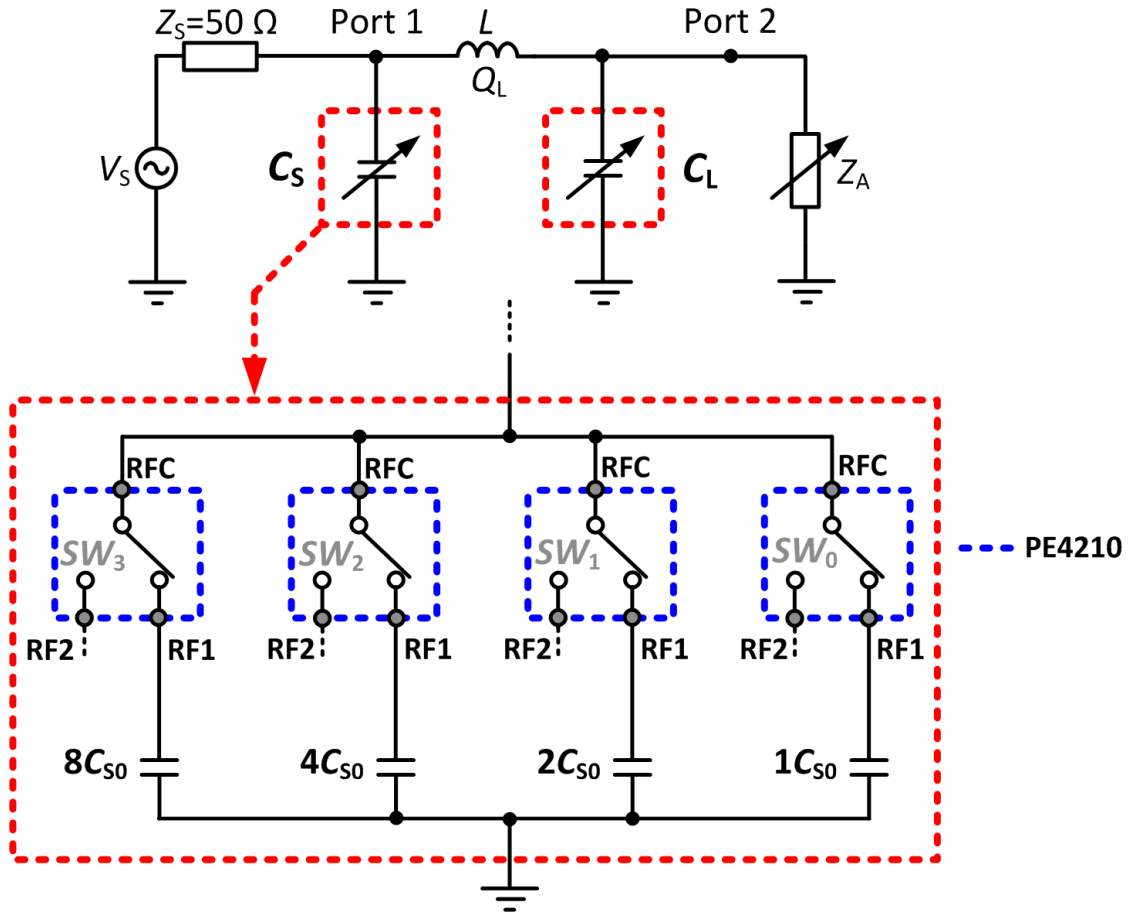 Z_S=50 Ω
Port 1
L
Q_L
Port 2
V_S
C_S
C_L
Z_A
RFC
RFC
RFC
RFC
SW_3
SW_2
SW_1
SW_0
PE4210
RF2
RF1
RF2
RF1
RF2
RF1
RF2
RF1
8C_S0
4C_S0
2C_S0
1C_S0